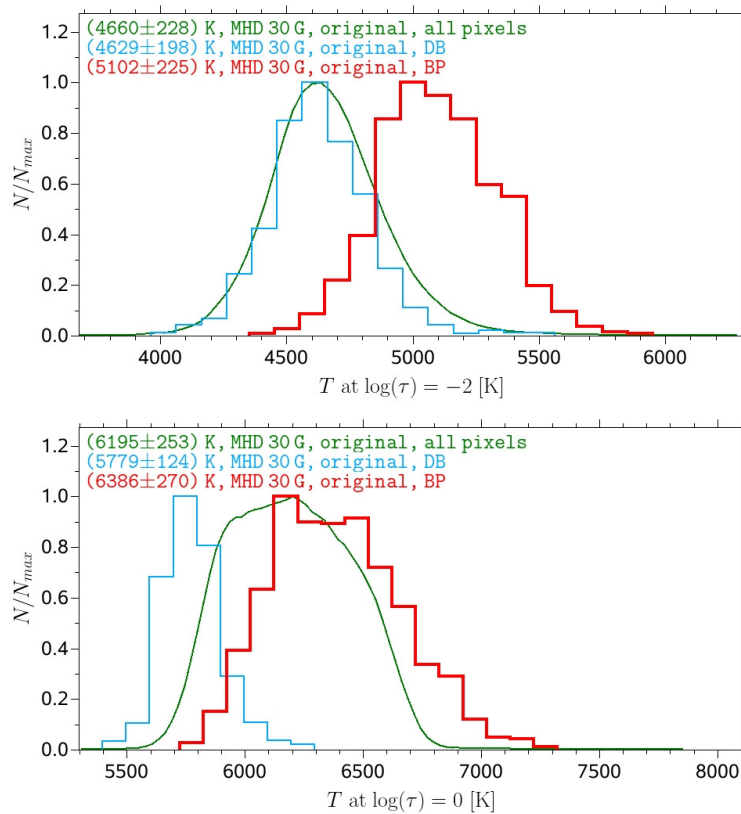 1.2
(4660±228) K, MHD 30 G, original, all pixels
(4629±198) K, MHD 30 G, original, DB
(5102±225) K, MHD 30 G, original, BP
1.0
0.8
N/Nmax
0.6
0.4
0.2
0.0
4000 4500 5000 5500 6000
T at log(τ) = −2 [K]
1.2
(6195±253) K, MHD 30 G, original, all pixels
(5779±124) K, MHD 30 G, original, DB
(6386±270) K, MHD 30 G, original, BP
1.0
0.8
N/Nmax
0.6
0.4
0.2
0.0
5500 6000 6500 7000 7500 8000
T at log(τ) = 0 [K]